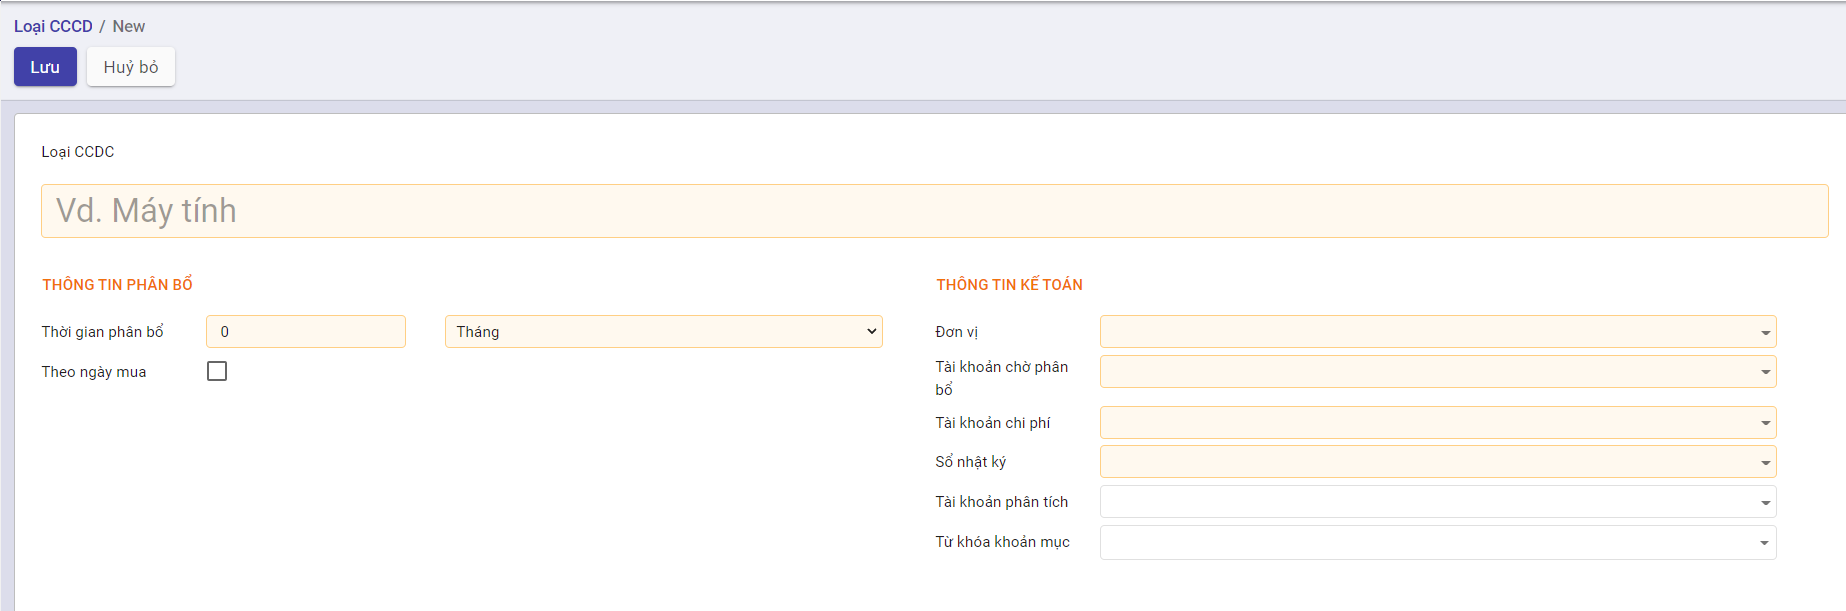 Loại CCCD / New
Lưu Huỷ bỏ
Loại CCDC
Vd. Máy tính
THÔNG TIN PHÂN BỔ
Thời gian phân bổ 0 Tháng
Theo ngày mua
THÔNG TIN KẾ TOÁN
Đơn vị
Tài khoản chờ phân
bổ
Tài khoản chi phí
Sổ nhật ký
Tài khoản phân tích
Từ khóa khoản mục